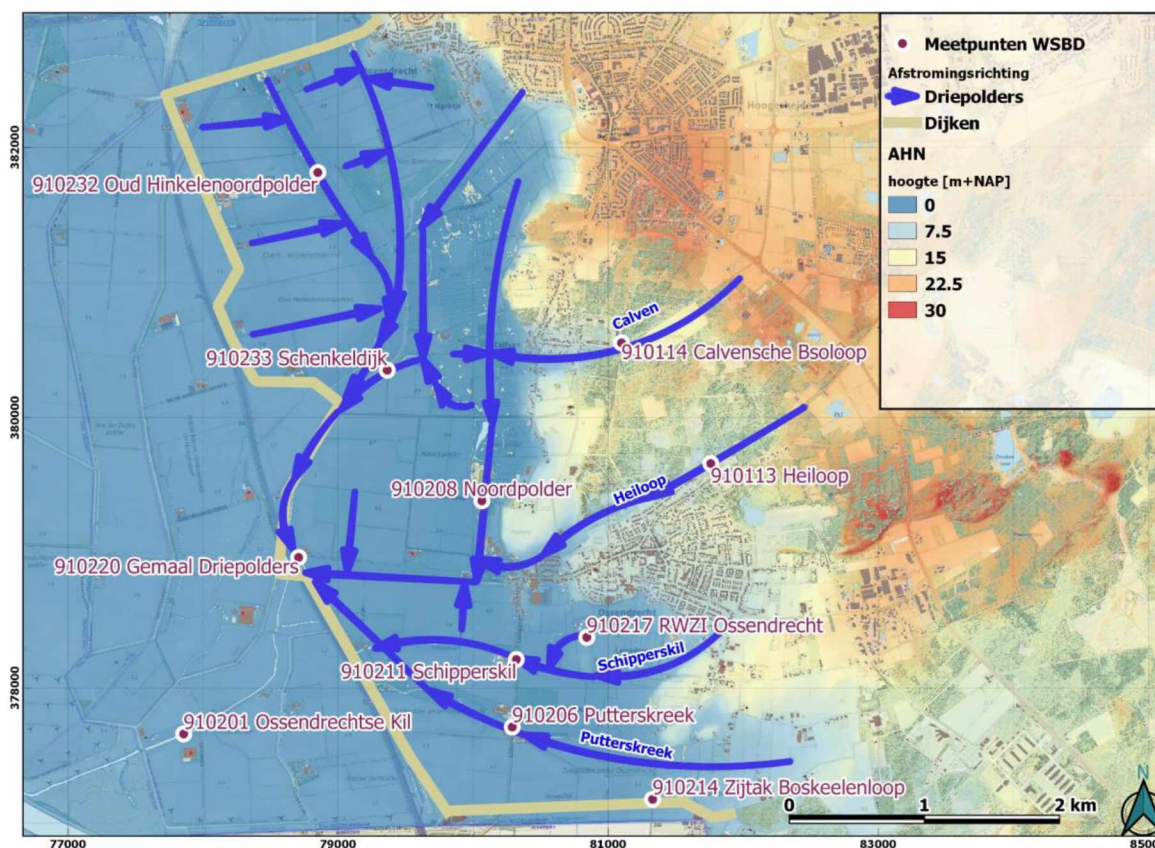 Meetpunten WSBD
Afstromingsrichting
Driepolders
Dijken
AHN
hoogte [m+NAP]
0
7.5
15
22.5
30
382000
380000
378000
910232 Oud Hinkelenoordpolder
Calven
910233 Schenkeldijk
910114 Calvensche Bsoloop
910113 Heiloop
Heiloop
910208 Noordpolder
910220 Gemaal Driepolders
Ossendrecht
910217 RWZI Ossendrecht
Schipperskil
910211 Schipperskil
910201 Ossendrechtse Kil
910206 Putterskreek
Putterskreek
910214 Zijtak Boskeelenloop
0 1 2 km
N
77000 79000 81000 83000 8500